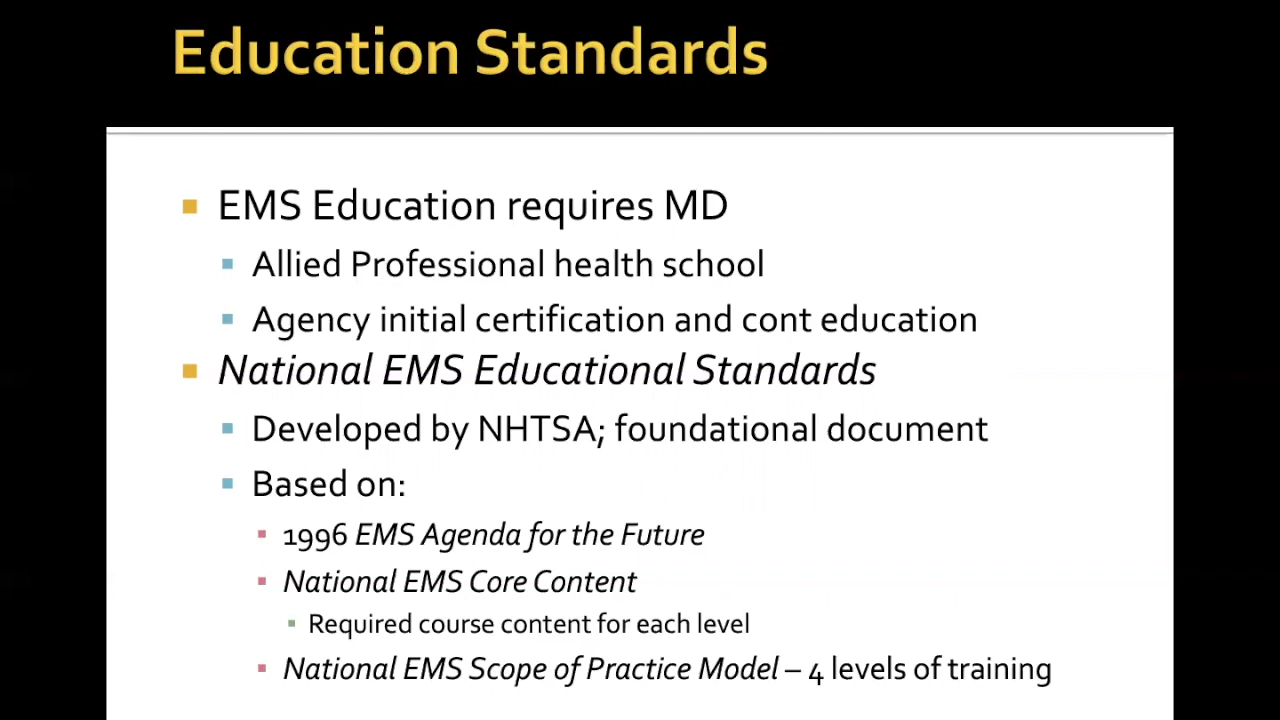 Education Standards
EMS Education requires MD
Allied Professional health school
Agency initial certification and cont education
National EMS Educational Standards
Developed by NHTSA; foundational document
Based on:
1996 EMS Agenda for the Future
National EMS Core Content
Required course content for each level
National EMS Scope of Practice Model – 4 levels of training